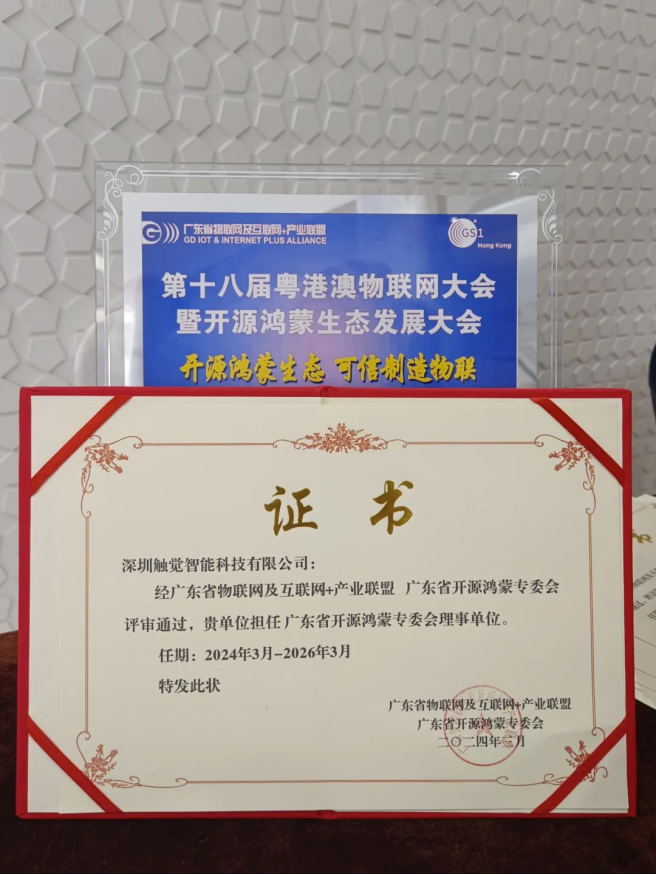 广东省物联网及互联网+产业联盟
GD IOT & INTERNET PLUS ALLIANCE
GS1
Hong Kong
第十八届粤港澳物联网大会
暨开源鸿蒙生态发展大会
开源鸿蒙生态 可信制造物联
证 书
深圳触觉智能科技有限公司：
经广东省物联网及互联网+产业联盟 广东省开源鸿蒙专委会
评审通过，贵单位担任广东省开源鸿蒙专委会理事单位。
任期：2024年3月-2026年3月
特发此状
广东省物联网及互联网+产业联盟
广东省开源鸿蒙专委会
二〇二四年 月